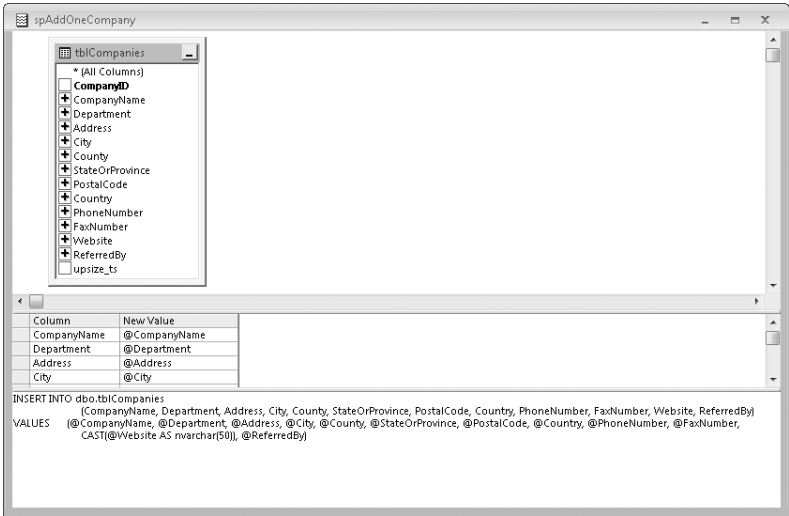 spAddOneCompany
tblCompanies
* (All Columns)
CompanyID
CompanyName
Department
Address
City
County
StateOrProvince
PostalCode
Country
PhoneNumber
FaxNumber
Website
ReferredBy
upsize_ts
Column New Value
CompanyName @CompanyName
Department @Department
Address @Address
City @City
INSERT INTO dbo.tblCompanies
(CompanyName, Department, Address, City, County, StateOrProvince, PostalCode, Country, PhoneNumber, FaxNumber, Website, ReferredBy)
VALUES (@CompanyName, @Department, @Address, @City, @County, @StateOrProvince, @PostalCode, @Country, @PhoneNumber, @FaxNumber,
CAST(@Website AS nvarchar(50)), @ReferredBy)